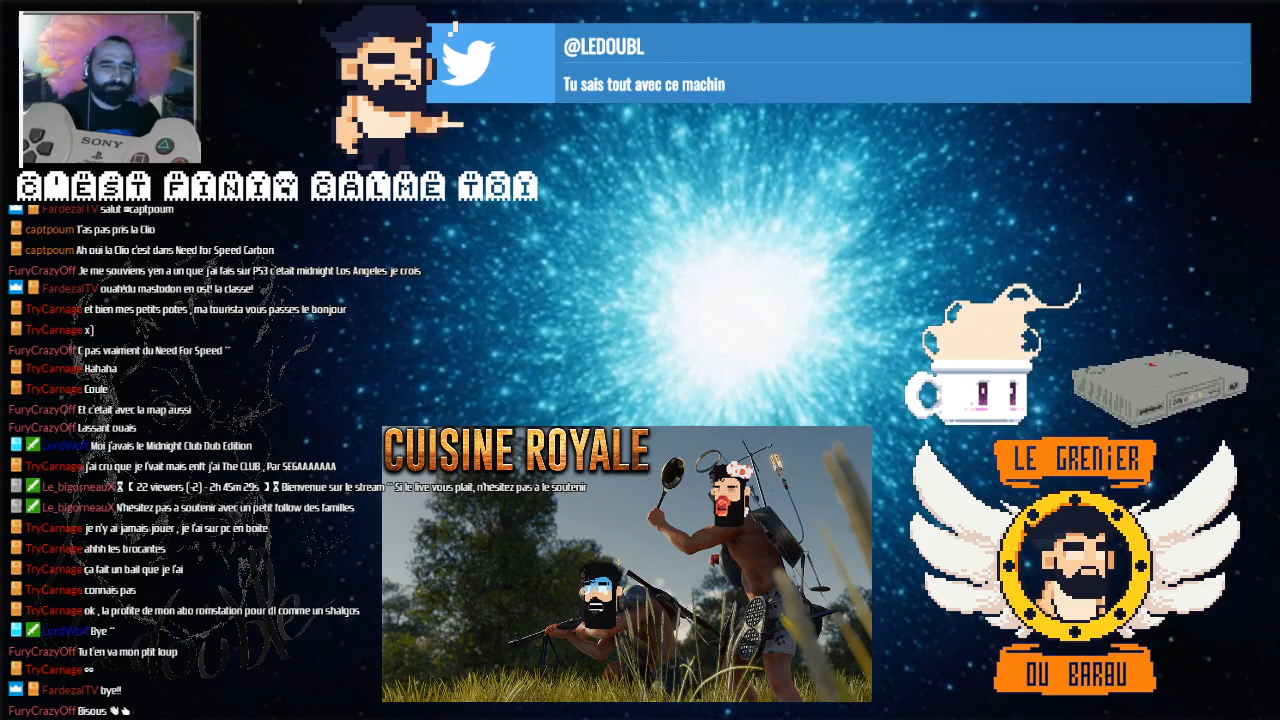 @LEDOUBL
Tu sais tout avec ce machin
SONY
C'EST FINI CALME TOI
FardezalTV salut captpoum
captpoum T'as pas pris la Clio
captpoum Ah oui la Clio c'est dans Need for Speed Carbon
FuryCrazyOff Je me souviens yen a un que j'ai fais sur PS3 c'etait midnight Los Angeles je crois
FardezalTV ouah!du mastodon en ost! la classe!
TryCarnage et bien mes petits potes , ma tourista vous passes le bonjour
TryCarnage x)
FuryCrazyOff C pas vraiment du Need For Speed ^^
TryCarnage Hahaha
TryCarnage Coule
FuryCrazyOff Et c'etait avec la map aussi
FuryCrazyOff Lassant ouais
LordWolf Moi j'avais le Midnight Club Dub Edition
TryCarnage j'ai cru que je l'vait mais enft j'ai The CLUB , Par SEGAAAAAAA
Le_bigorneauX 【 22 viewers (-2) - 2h 45m 29s 】 Bienvenue sur le stream ^^ Si le live vous plait, n'hesitez pas a le soutenir
Le_bigorneauX N'hesitez pas a soutenir avec un petit follow des familles
TryCarnage je n'y ai jamais jouer , je l'ai sur pc en boite
TryCarnage ahhh les brocantes
TryCarnage ça fait un bail que je l'ai
TryCarnage connais pas
TryCarnage ok , la profite de mon abo romstation pour dl comme un shalgos
LordWolf Bye ^^
FuryCrazyOff Tu t'en va mon ptit loup
TryCarnage oo
FardezalTV bye!!
FuryCrazyOff Bisous
CUISINE ROYALE
LE GRENIER
DU BARBU